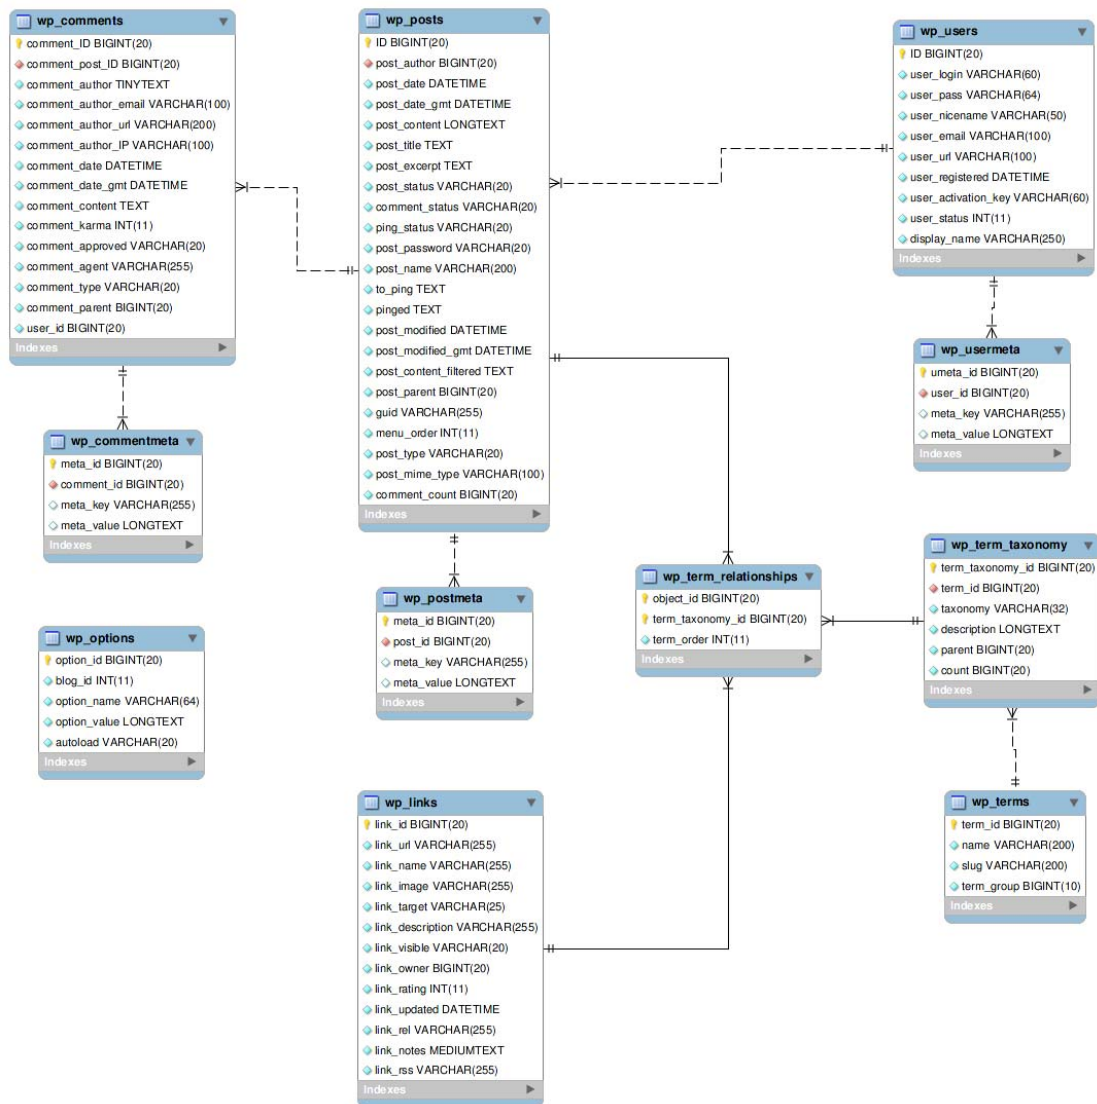 wp_comments
comment_ID BIGINT(20)
comment_post_ID BIGINT(20)
comment_author TINYTEXT
comment_author_email VARCHAR(100)
comment_author_url VARCHAR(200)
comment_author_IP VARCHAR(100)
comment_date DATETIME
comment_date_gmt DATETIME
comment_content TEXT
comment_karma INT(11)
comment_approved VARCHAR(20)
comment_agent VARCHAR(255)
comment_type VARCHAR(20)
comment_parent BIGINT(20)
user_id BIGINT(20)
Indexes
wp_posts
ID BIGINT(20)
post_author BIGINT(20)
post_date DATETIME
post_date_gmt DATETIME
post_content LONGTEXT
post_title TEXT
post_excerpt TEXT
post_status VARCHAR(20)
comment_status VARCHAR(20)
ping_status VARCHAR(20)
post_password VARCHAR(20)
post_name VARCHAR(200)
to_ping TEXT
pinged TEXT
post_modified DATETIME
post_modified_gmt DATETIME
post_content_filtered TEXT
post_parent BIGINT(20)
guid VARCHAR(255)
menu_order INT(11)
post_type VARCHAR(20)
post_mime_type VARCHAR(100)
comment_count BIGINT(20)
Indexes
wp_users
ID BIGINT(20)
user_login VARCHAR(60)
user_pass VARCHAR(64)
user_nicename VARCHAR(50)
user_email VARCHAR(100)
user_url VARCHAR(100)
user_registered DATETIME
user_activation_key VARCHAR(60)
user_status INT(11)
display_name VARCHAR(250)
Indexes
wp_usermeta
umeta_id BIGINT(20)
user_id BIGINT(20)
meta_key VARCHAR(255)
meta_value LONGTEXT
Indexes
wp_commentmeta
meta_id BIGINT(20)
comment_id BIGINT(20)
meta_key VARCHAR(255)
meta_value LONGTEXT
Indexes
wp_postmeta
meta_id BIGINT(20)
post_id BIGINT(20)
meta_key VARCHAR(255)
meta_value LONGTEXT
Indexes
wp_term_relationships
object_id BIGINT(20)
term_taxonomy_id BIGINT(20)
term_order INT(11)
Indexes
wp_term_taxonomy
term_taxonomy_id BIGINT(20)
term_id BIGINT(20)
taxonomy VARCHAR(32)
description LONGTEXT
parent BIGINT(20)
count BIGINT(20)
Indexes
wp_options
option_id BIGINT(20)
blog_id INT(11)
option_name VARCHAR(64)
option_value LONGTEXT
autoload VARCHAR(20)
Indexes
wp_links
link_id BIGINT(20)
link_url VARCHAR(255)
link_name VARCHAR(255)
link_image VARCHAR(255)
link_target VARCHAR(25)
link_description VARCHAR(255)
link_visible VARCHAR(20)
link_owner BIGINT(20)
link_rating INT(11)
link_updated DATETIME
link_rel VARCHAR(255)
link_notes MEDIUMTEXT
link_rss VARCHAR(255)
Indexes
wp_terms
term_id BIGINT(20)
name VARCHAR(200)
slug VARCHAR(200)
term_group BIGINT(10)
Indexes